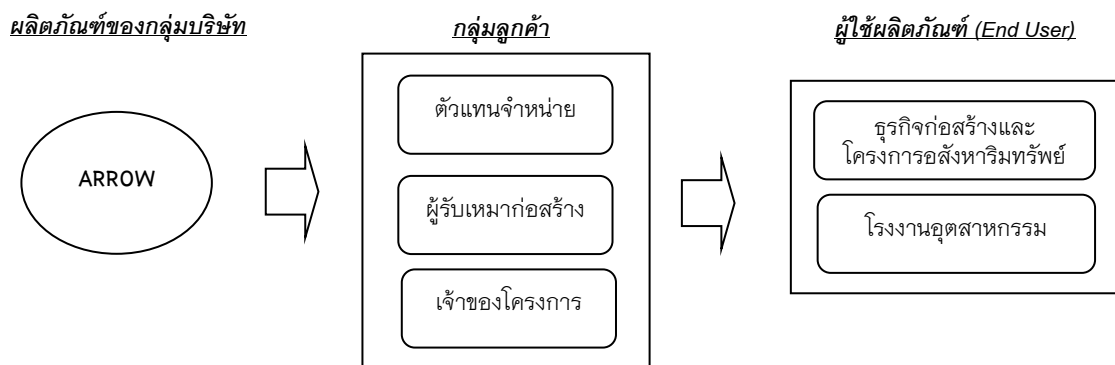 ผลิตภัณฑ์ของกลุ่มบริษัท
กลุ่มลูกค้า
ผู้ใช้ผลิตภัณฑ์ (End User)
ARROW
ตัวแทนจำหน่าย
ผู้รับเหมาก่อสร้าง
เจ้าของโครงการ
ธุรกิจก่อสร้างและ
โครงการอสังหาริมทรัพย์
โรงงานอุตสาหกรรม